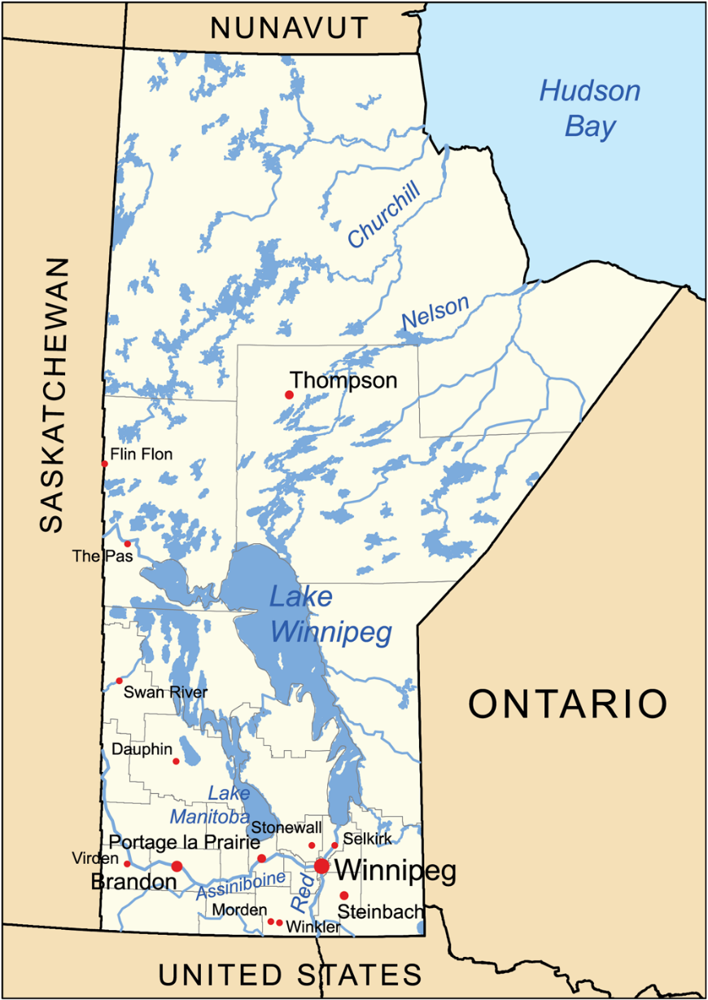 NUNAVUT
Hudson
Bay
Churchill
SASKATCHEWAN
Nelson
Thompson
Flin Flon
The Pas
Lake
Winnipeg
Swan River
ONTARIO
Dauphin
Lake
Manitoba
Stonewall
Portage la Prairie
Selkirk
Virden
Winnipeg
Brandon
Assiniboine
Red
Steinbach
Morden
Winkler
UNITED STATES